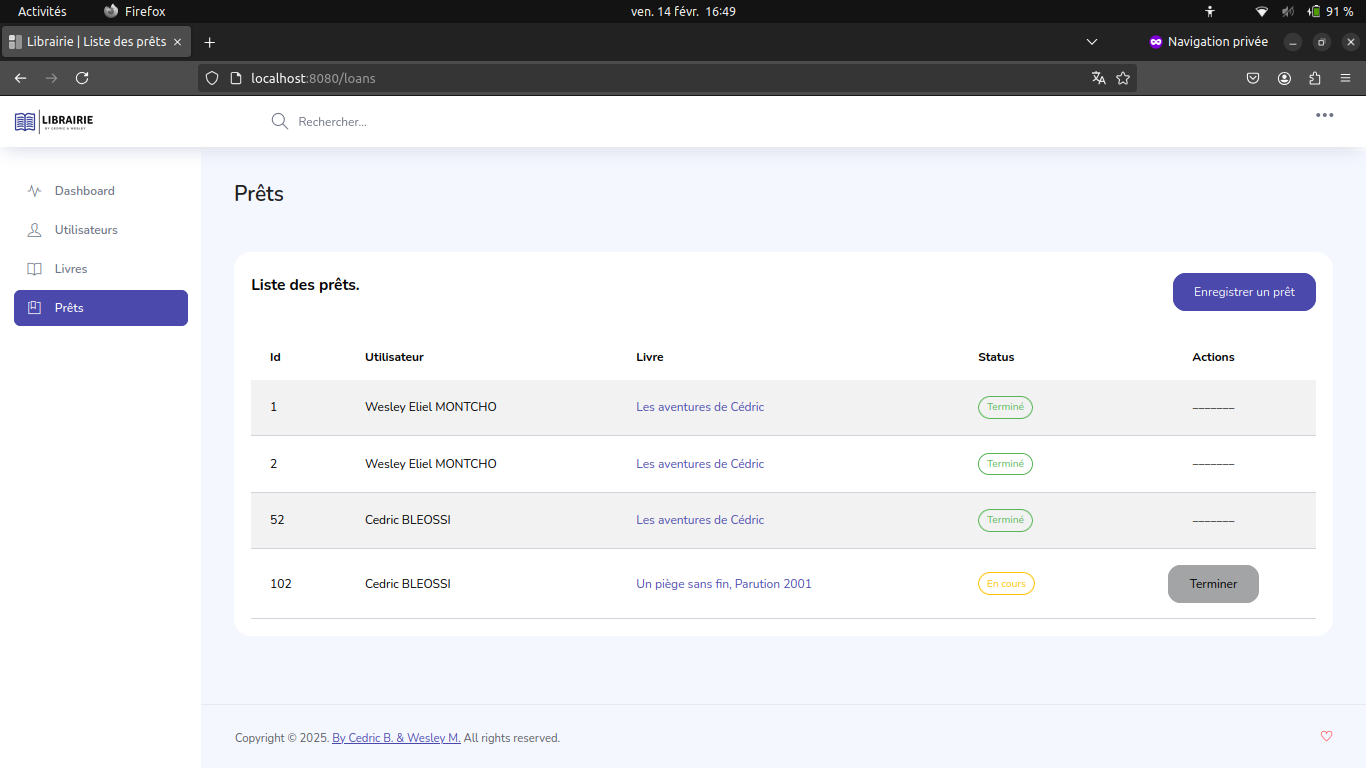 Activités Firefox ven. 14 févr. 16:49 91 %
Librairie | Liste des prêts Navigation privée
localhost:8080/loans
LIBRAIRIE
BY CEDRIC & WESLEY
Rechercher...
Dashboard
Utilisateurs
Livres
Prêts
Prêts
Liste des prêts.
Enregistrer un prêt
Id Utilisateur Livre Status Actions
1 Wesley Eliel MONTCHO Les aventures de Cédric Terminé _______
2 Wesley Eliel MONTCHO Les aventures de Cédric Terminé _______
52 Cedric BLEOSSI Les aventures de Cédric Terminé _______
102 Cedric BLEOSSI Un piège sans fin, Parution 2001 En cours Terminer
Copyright © 2025. By Cedric B. & Wesley M. All rights reserved.